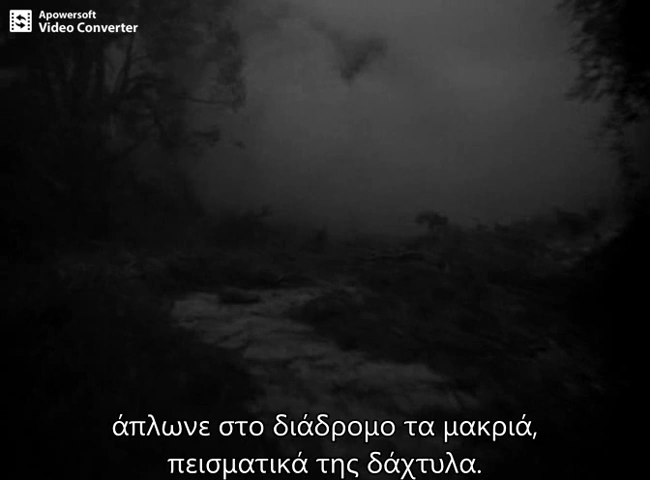 Apowersoft
Video Converter
άπλωνε στο διάδρομο τα μακριά,
πεισματικά της δάχτυλα.